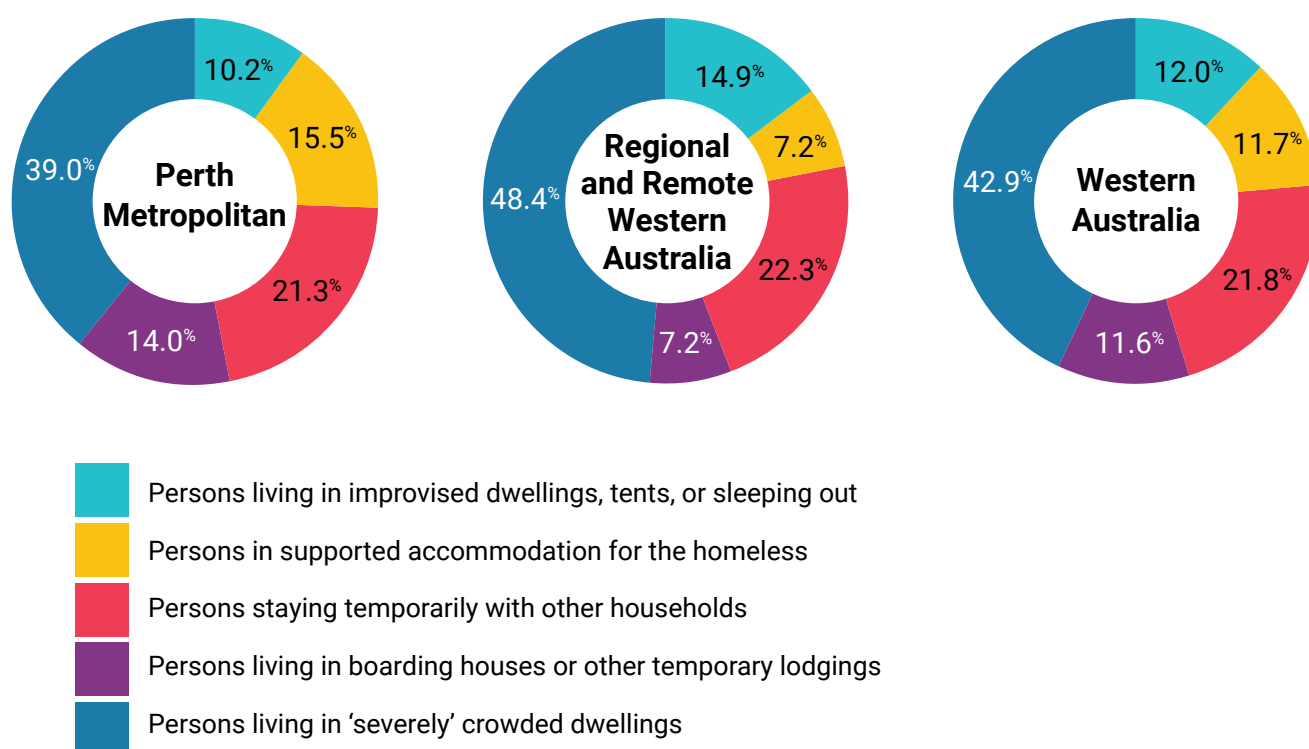 10.2%
15.5%
39.0%
Perth
Metropolitan
21.3%
14.0%
14.9%
7.2%
48.4%
Regional
and Remote
Western
Australia
22.3%
7.2%
12.0%
11.7%
42.9%
Western
Australia
21.8%
11.6%
Persons living in improvised dwellings, tents, or sleeping out
Persons in supported accommodation for the homeless
Persons staying temporarily with other households
Persons living in boarding houses or other temporary lodgings
Persons living in ‘severely’ crowded dwellings